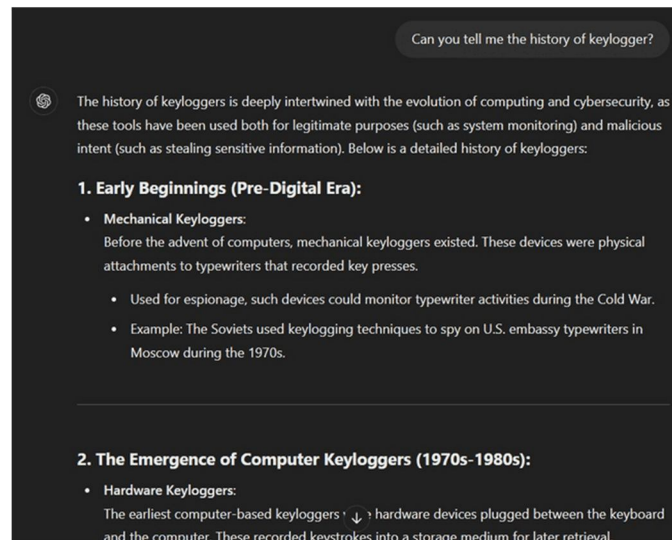 Can you tell me the history of keylogger?
The history of keyloggers is deeply intertwined with the evolution of computing and cybersecurity, as
these tools have been used both for legitimate purposes (such as system monitoring) and malicious
intent (such as stealing sensitive information). Below is a detailed history of keyloggers:
1. Early Beginnings (Pre-Digital Era):
• Mechanical Keyloggers:
Before the advent of computers, mechanical keyloggers existed. These devices were physical
attachments to typewriters that recorded key presses.
• Used for espionage, such devices could monitor typewriter activities during the Cold War.
• Example: The Soviets used keylogging techniques to spy on U.S. embassy typewriters in
Moscow during the 1970s.
2. The Emergence of Computer Keyloggers (1970s-1980s):
• Hardware Keyloggers:
The earliest computer-based keyloggers hardware devices plugged between the keyboard
and the computer. These recorded keystrokes into a storage medium for later retrieval.